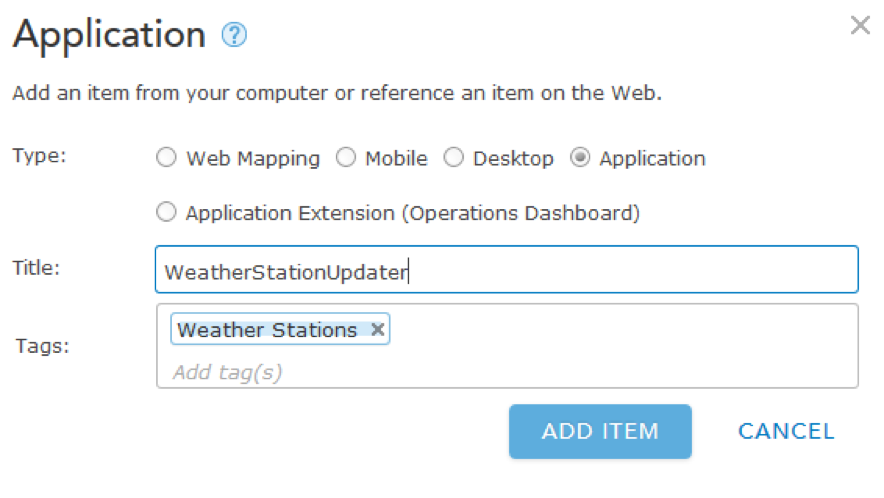 Application ?
Add an item from your computer or reference an item on the Web.
Type: Web Mapping Mobile Desktop Application
Application Extension (Operations Dashboard)
Title: WeatherStationUpdater
Tags: Weather Stations ×
Add tag(s)
ADD ITEM CANCEL